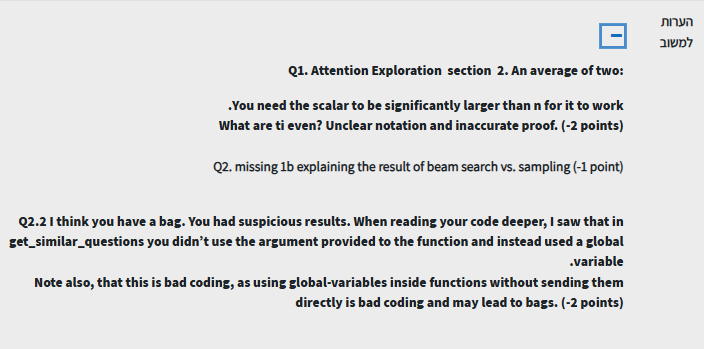 הערות
למשוב
Q1. Attention Exploration section 2. An average of two:
.You need the scalar to be significantly larger than n for it to work
What are ti even? Unclear notation and inaccurate proof. (-2 points)
Q2. missing 1b explaining the result of beam search vs. sampling (-1 point)
Q2.2 I think you have a bag. You had suspicious results. When reading your code deeper, I saw that in
get_similar_questions you didn’t use the argument provided to the function and instead used a global
.variable
Note also, that this is bad coding, as using global-variables inside functions without sending them
directly is bad coding and may lead to bags. (-2 points)